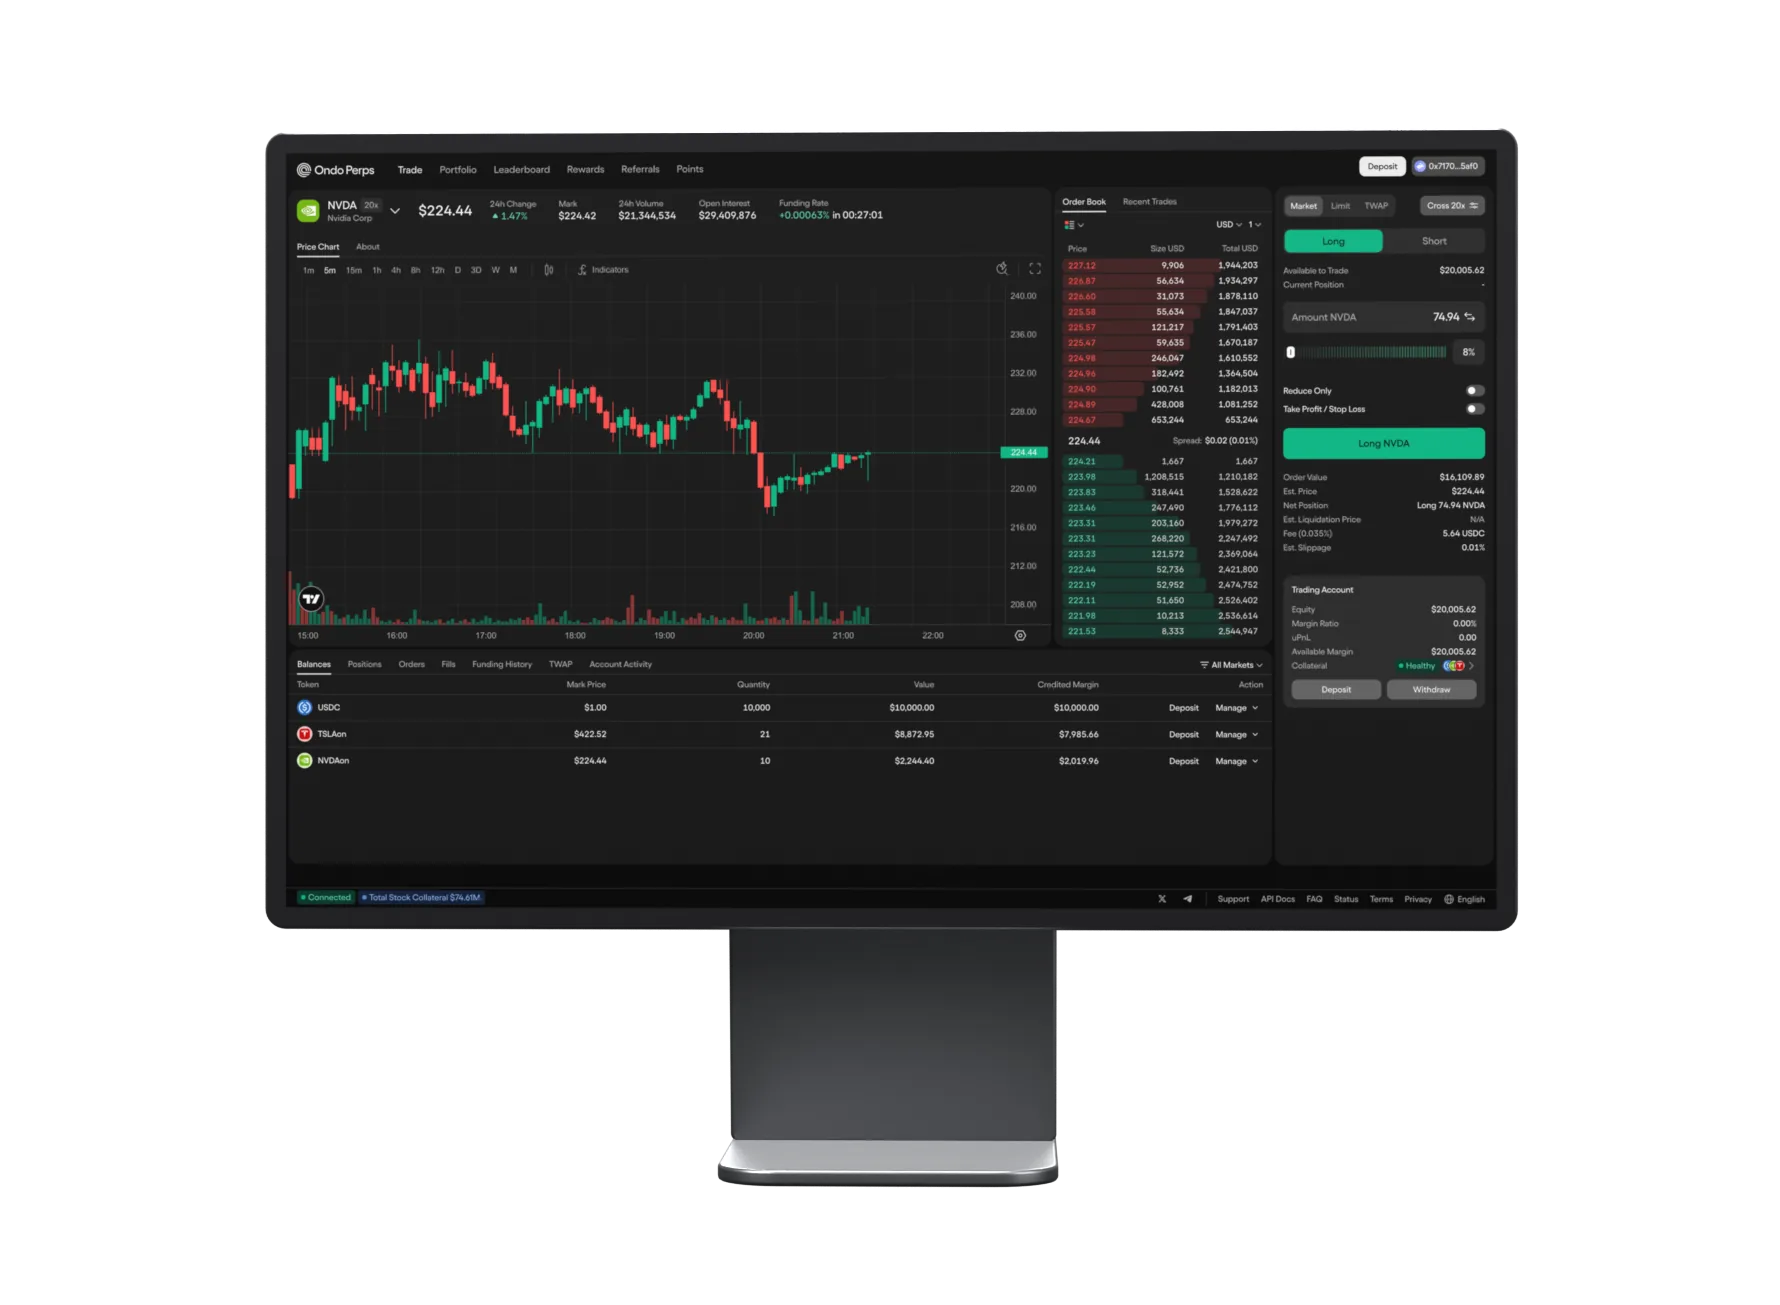 Ondo Perps Trade Portfolio Leaderboard Rewards Referrals Points Deposit 0x7170...5af0
NVDA 20x
Nvidia Corp
$224.44
24h Change
1.47%
Mark
$224.42
24h Volume
$21,344,534
Open Interest
$29,409,876
Funding Rate
+0.00063% in 00:27:01
Price Chart About
1m 5m 15m 1h 4h 8h 12h D 3D W M Indicators
240.00
236.00
232.00
228.00
224.44
220.00
216.00
212.00
208.00
15:00 16:00 17:00 18:00 19:00 20:00 21:00 22:00
Order Book Recent Trades
USD 1
Price Size USD Total USD
227.12 9,906 1,944,203
226.87 56,634 1,934,297
226.60 31,073 1,878,110
225.58 55,634 1,847,037
225.57 121,217 1,791,403
225.47 59,635 1,670,187
224.98 246,047 1,610,552
224.96 182,492 1,364,504
224.90 100,761 1,182,013
224.89 428,008 1,081,252
224.67 653,244 653,244
224.44 Spread: $0.02 (0.01%)
224.21 1,667 1,667
223.98 1,208,515 1,210,182
223.83 318,441 1,528,622
223.46 247,490 1,776,112
223.31 203,160 1,979,272
223.31 268,220 2,247,492
223.23 121,572 2,369,064
222.44 52,736 2,421,800
222.19 52,952 2,474,752
222.11 51,650 2,526,402
221.98 10,213 2,536,614
221.53 8,333 2,544,947
Market Limit TWAP Cross 20x
Long Short
Available to Trade $20,005.62
Current Position -
Amount NVDA 74.94
8%
Reduce Only
Take Profit / Stop Loss
Long NVDA
Order Value $16,109.89
Est. Price $224.44
Net Position Long 74.94 NVDA
Est. Liquidation Price N/A
Fee (0.035%) 5.64 USDC
Est. Slippage 0.01%
Trading Account
Equity $20,005.62
Margin Ratio 0.00%
uPnL 0.00
Available Margin $20,005.62
Collateral Healthy
Deposit Withdraw
Balances Positions Orders Fills Funding History TWAP Account Activity All Markets
Token Mark Price Quantity Value Credited Margin Action
USDC $1.00 10,000 $10,000.00 $10,000.00 Deposit Manage
TSLAon $422.52 21 $8,872.95 $7,985.66 Deposit Manage
NVDAon $224.44 10 $2,244.40 $2,019.96 Deposit Manage
Connected Total Stock Collateral $74.61M
Support API Docs FAQ Status Terms Privacy English